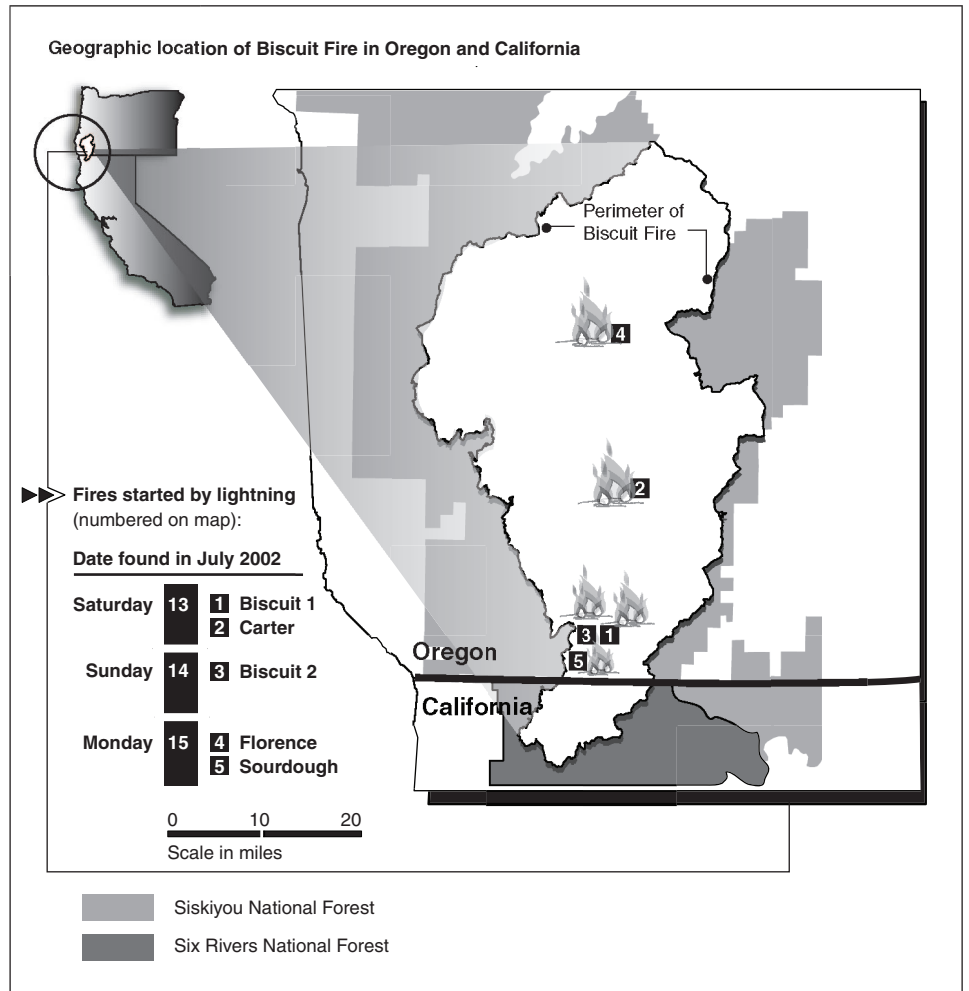 Geographic location of Biscuit Fire in Oregon and California
Perimeter of
Biscuit Fire
4
2
3 1
5
Oregon
California
Fires started by lightning
(numbered on map):
Date found in July 2002
Saturday 13 1 Biscuit 1
2 Carter
Sunday 14 3 Biscuit 2
Monday 15 4 Florence
5 Sourdough
0 10 20
Scale in miles
Siskiyou National Forest
Six Rivers National Forest